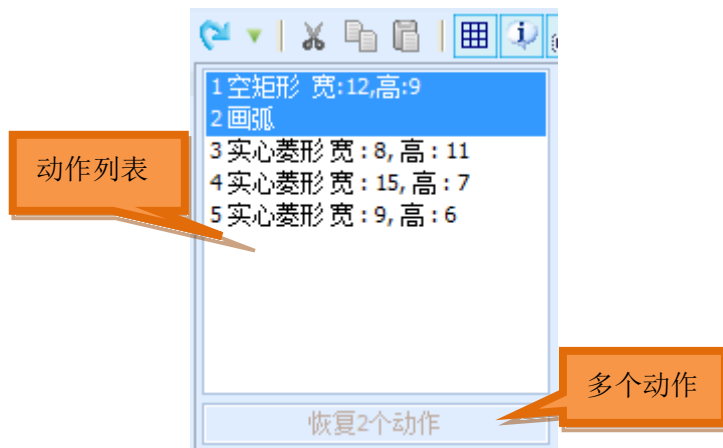 1 空矩形 宽:12,高:9
2 画弧
3 实心菱形 宽 : 8, 高 : 11
4 实心菱形 宽 : 15, 高 : 7
5 实心菱形 宽 : 9, 高 : 6
动作列表
多个动作
恢复2个动作